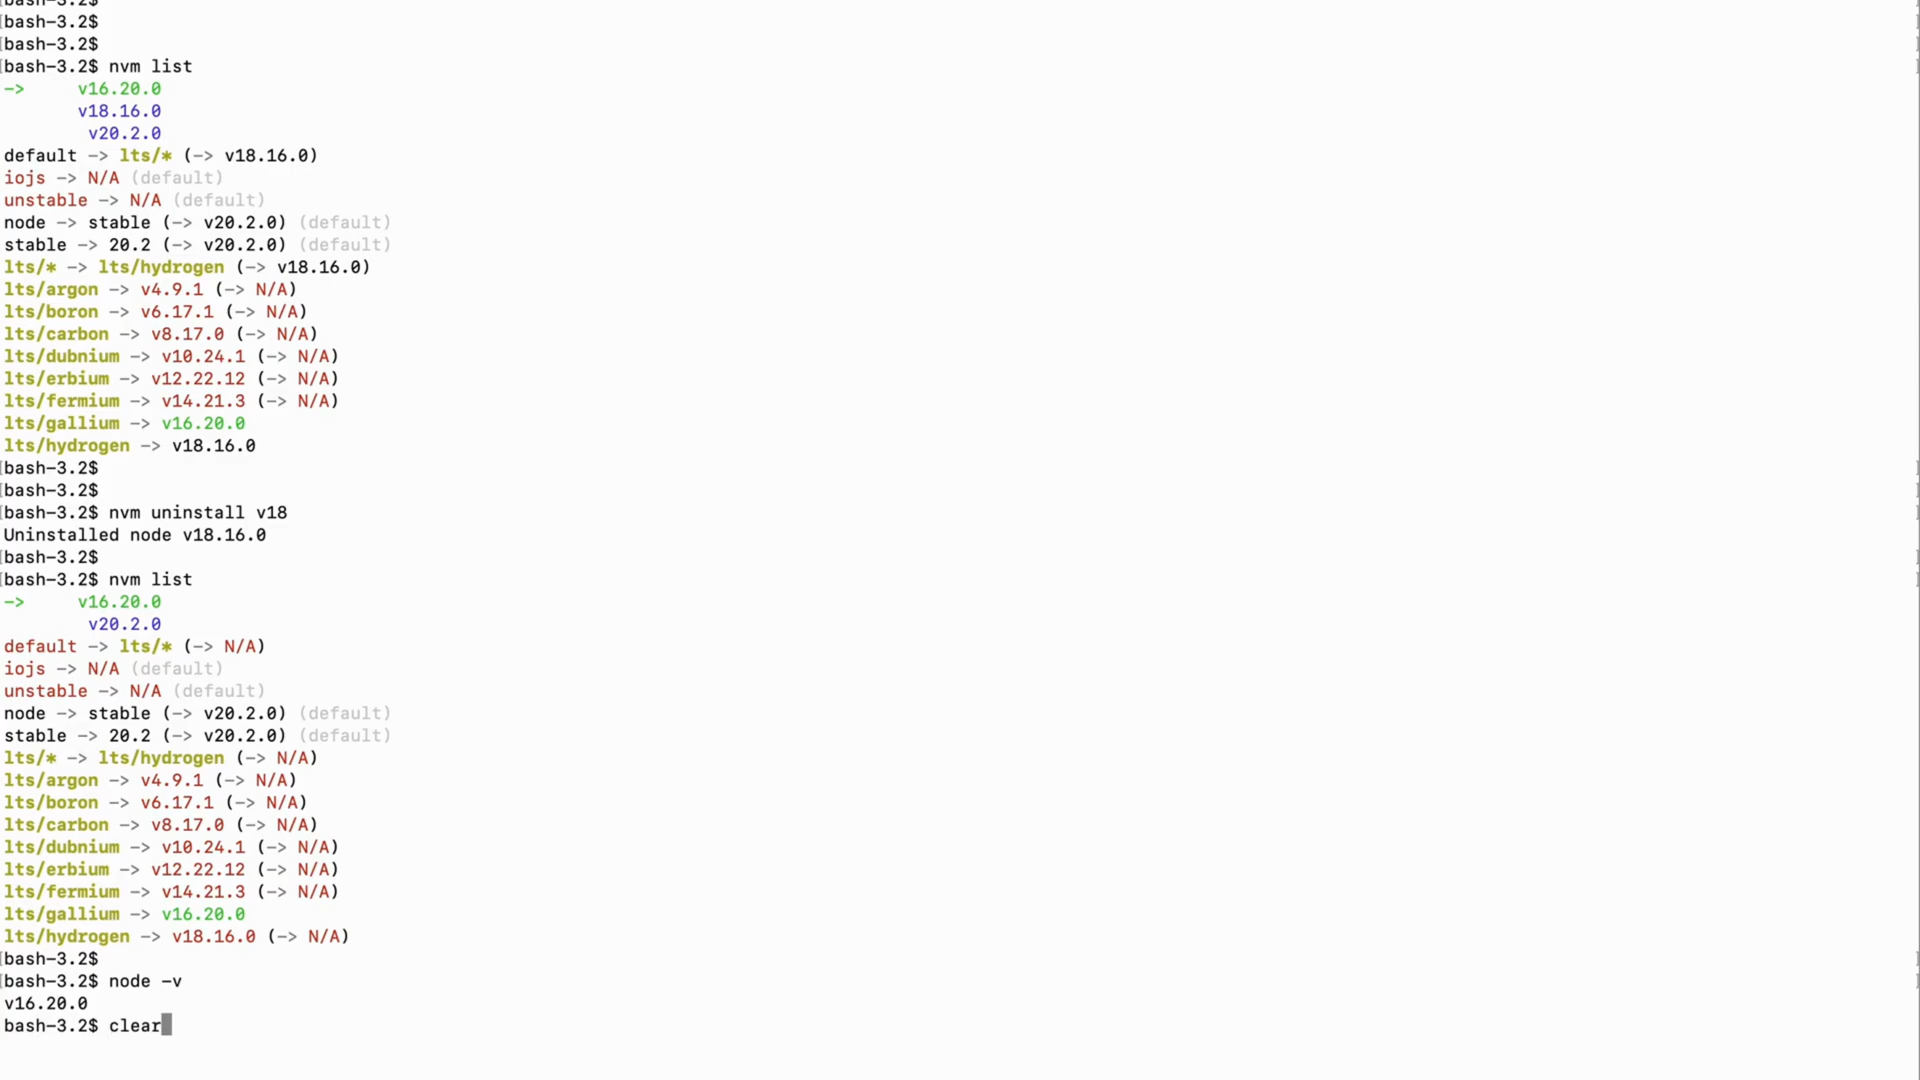 bash-3.2$
[bash-3.2$
[bash-3.2$
[bash-3.2$ nvm list
->      v16.20.0
       v18.16.0
        v20.2.0
default -> lts/* (-> v18.16.0)
iojs -> N/A (default)
unstable -> N/A (default)
node -> stable (-> v20.2.0) (default)
stable -> 20.2 (-> v20.2.0) (default)
lts/* -> lts/hydrogen (-> v18.16.0)
lts/argon -> v4.9.1 (-> N/A)
lts/boron -> v6.17.1 (-> N/A)
lts/carbon -> v8.17.0 (-> N/A)
lts/dubnium -> v10.24.1 (-> N/A)
lts/erbium -> v12.22.12 (-> N/A)
lts/fermium -> v14.21.3 (-> N/A)
lts/gallium -> v16.20.0
lts/hydrogen -> v18.16.0
[bash-3.2$
[bash-3.2$
[bash-3.2$ nvm uninstall v18
Uninstalled node v18.16.0
[bash-3.2$
[bash-3.2$ nvm list
->      v16.20.0
        v20.2.0
default -> lts/* (-> N/A)
iojs -> N/A (default)
unstable -> N/A (default)
node -> stable (-> v20.2.0) (default)
stable -> 20.2 (-> v20.2.0) (default)
lts/* -> lts/hydrogen (-> N/A)
lts/argon -> v4.9.1 (-> N/A)
lts/boron -> v6.17.1 (-> N/A)
lts/carbon -> v8.17.0 (-> N/A)
lts/dubnium -> v10.24.1 (-> N/A)
lts/erbium -> v12.22.12 (-> N/A)
lts/fermium -> v14.21.3 (-> N/A)
lts/gallium -> v16.20.0
lts/hydrogen -> v18.16.0 (-> N/A)
[bash-3.2$
[bash-3.2$ node -v
v16.20.0
bash-3.2$ clear